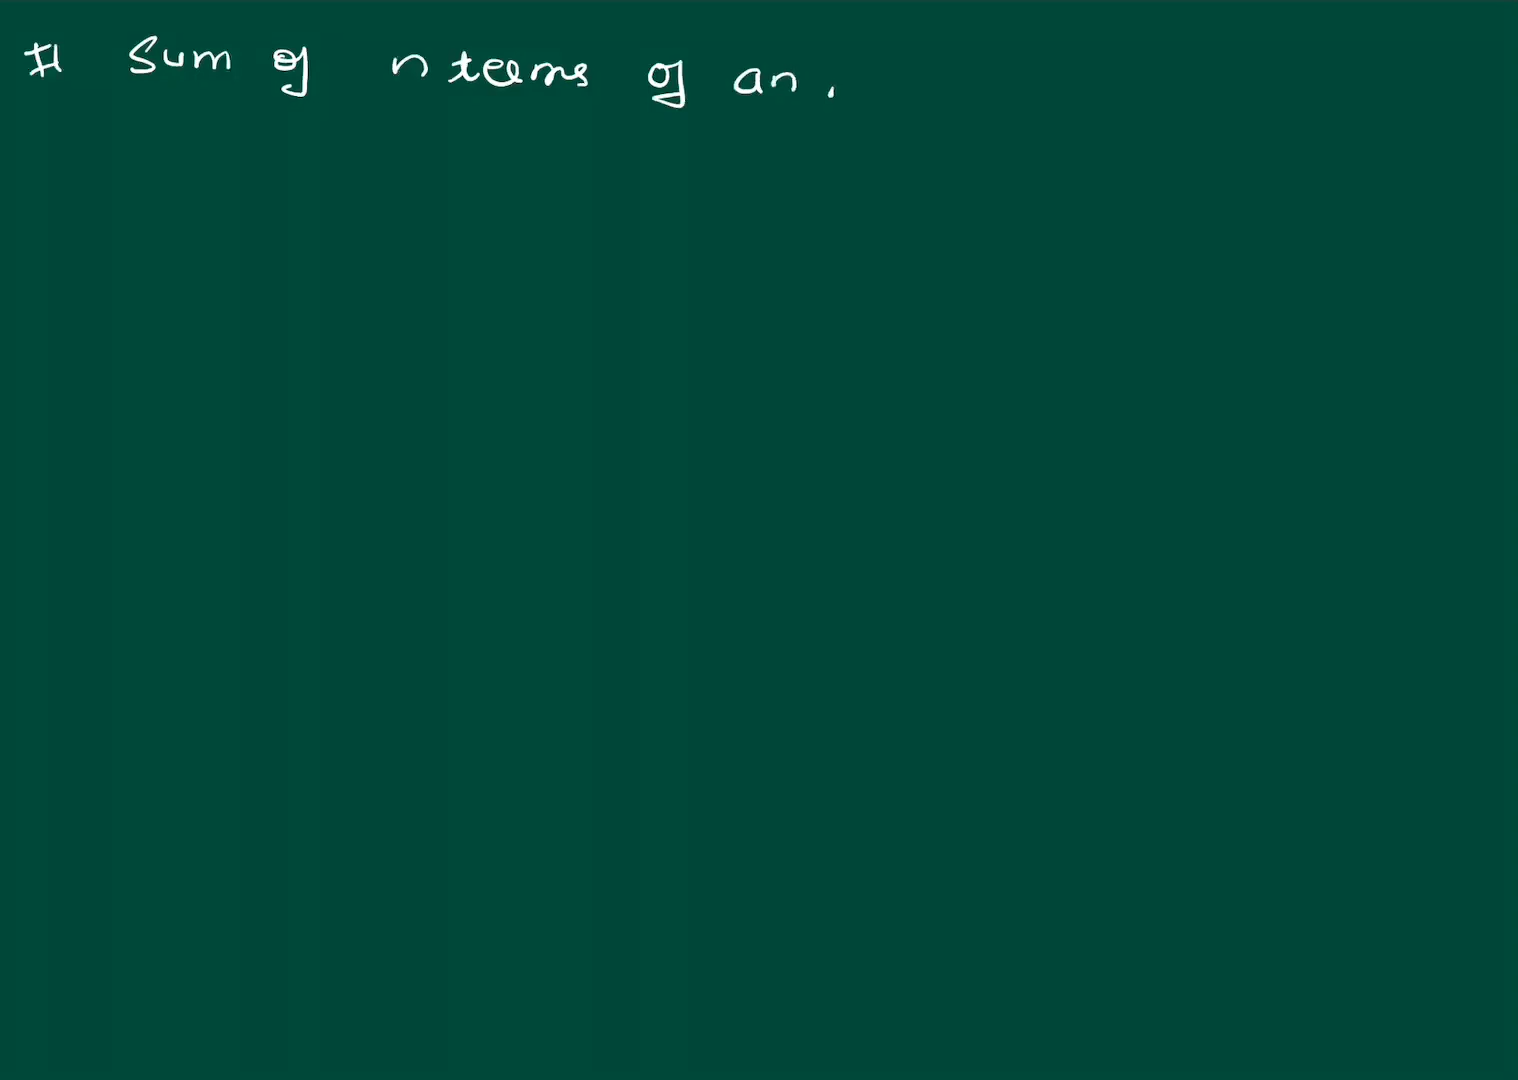 # Sum of n terms of an .